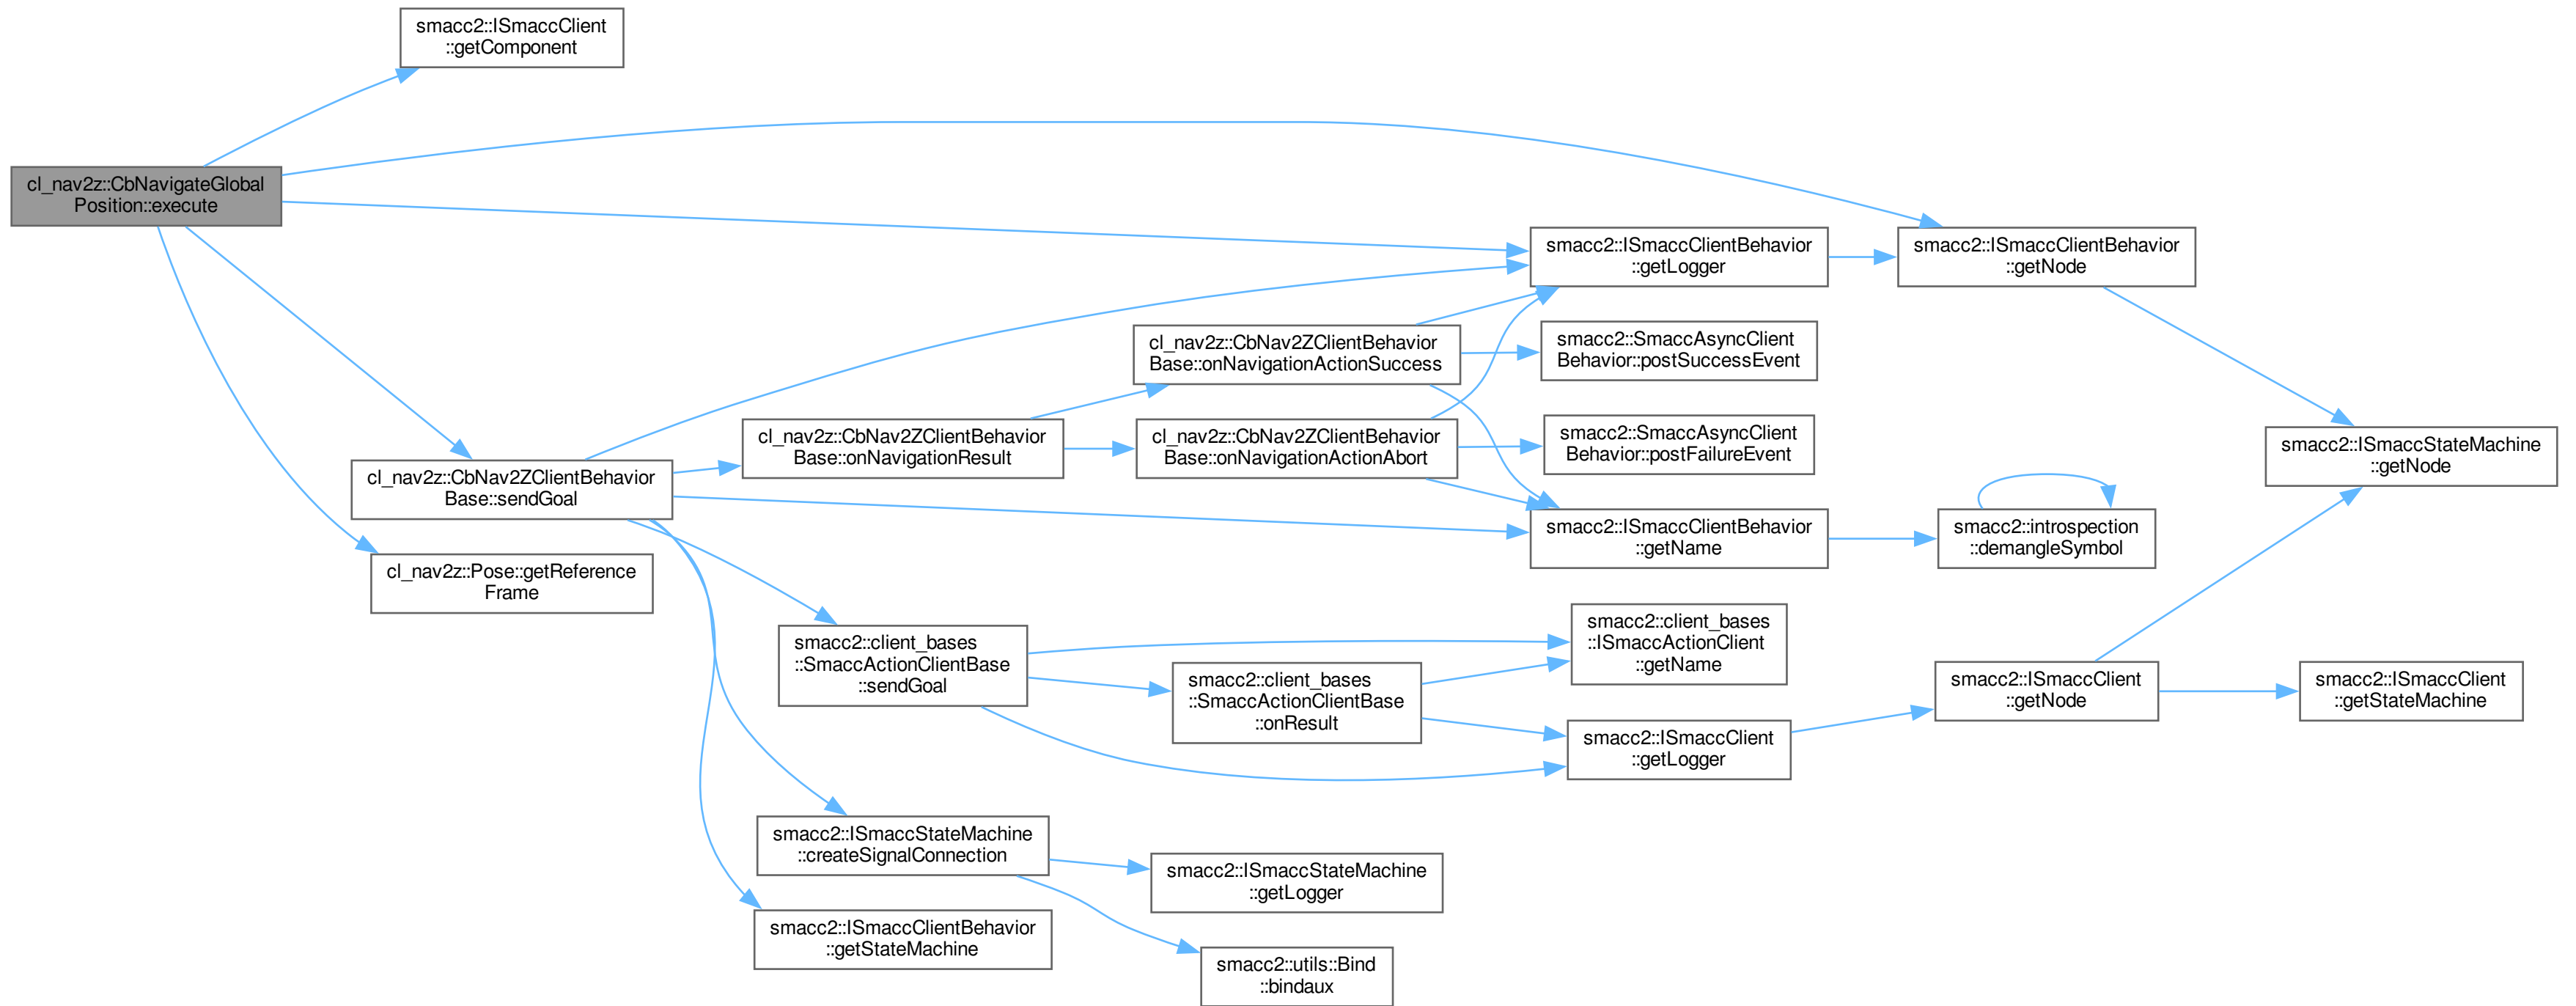 smacc2::ISmaccClient
::getComponent
cl_nav2z::CbNavigateGlobal
Position::execute
smacc2::ISmaccClientBehavior
::getLogger
smacc2::ISmaccClientBehavior
::getNode
cl_nav2z::CbNav2ZClientBehavior
Base::onNavigationActionSuccess
smacc2::SmaccAsyncClient
Behavior::postSuccessEvent
cl_nav2z::CbNav2ZClientBehavior
Base::onNavigationResult
cl_nav2z::CbNav2ZClientBehavior
Base::onNavigationActionAbort
smacc2::SmaccAsyncClient
Behavior::postFailureEvent
smacc2::ISmaccStateMachine
::getNode
cl_nav2z::CbNav2ZClientBehavior
Base::sendGoal
smacc2::ISmaccClientBehavior
::getName
smacc2::introspection
::demangleSymbol
cl_nav2z::Pose::getReference
Frame
smacc2::client_bases
::SmaccActionClientBase
::sendGoal
smacc2::client_bases
::ISmaccActionClient
::getName
smacc2::client_bases
::SmaccActionClientBase
::onResult
smacc2::ISmaccClient
::getNode
smacc2::ISmaccClient
::getStateMachine
smacc2::ISmaccClient
::getLogger
smacc2::ISmaccStateMachine
::createSignalConnection
smacc2::ISmaccStateMachine
::getLogger
smacc2::ISmaccClientBehavior
::getStateMachine
smacc2::utils::Bind
::bindaux